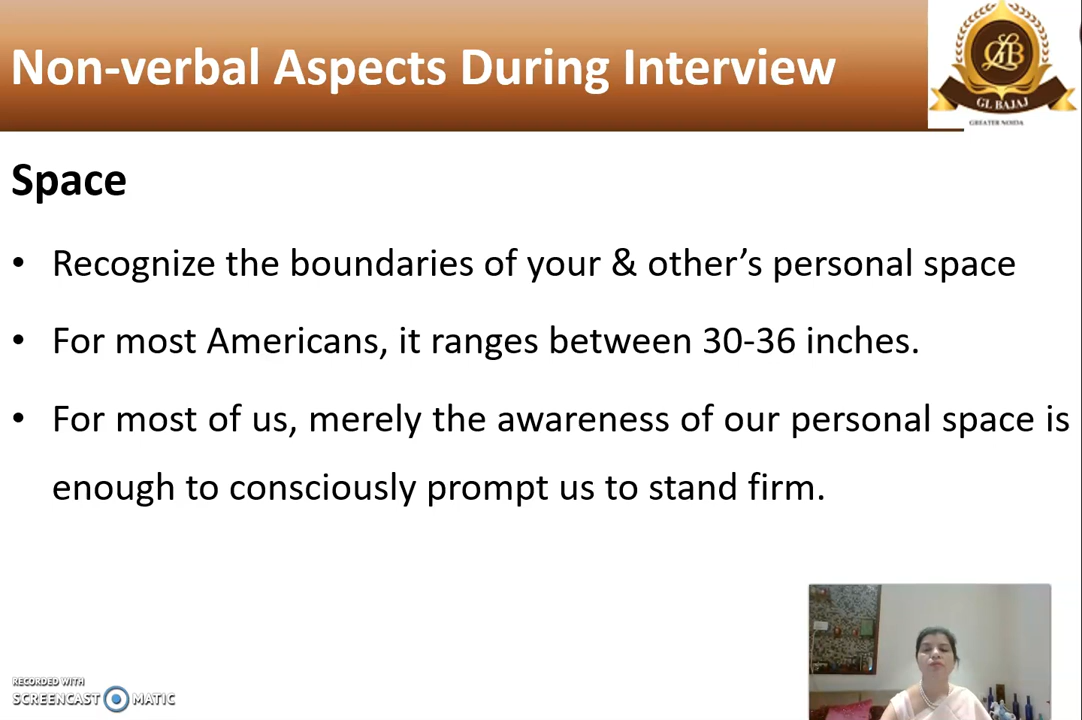 Non-verbal Aspects During Interview
GL BAJAJ
GREATER NOIDA
Space
• Recognize the boundaries of your & other’s personal space
• For most Americans, it ranges between 30-36 inches.
• For most of us, merely the awareness of our personal space is
enough to consciously prompt us to stand firm.
RECORDED WITH
SCREENCAST MATIC